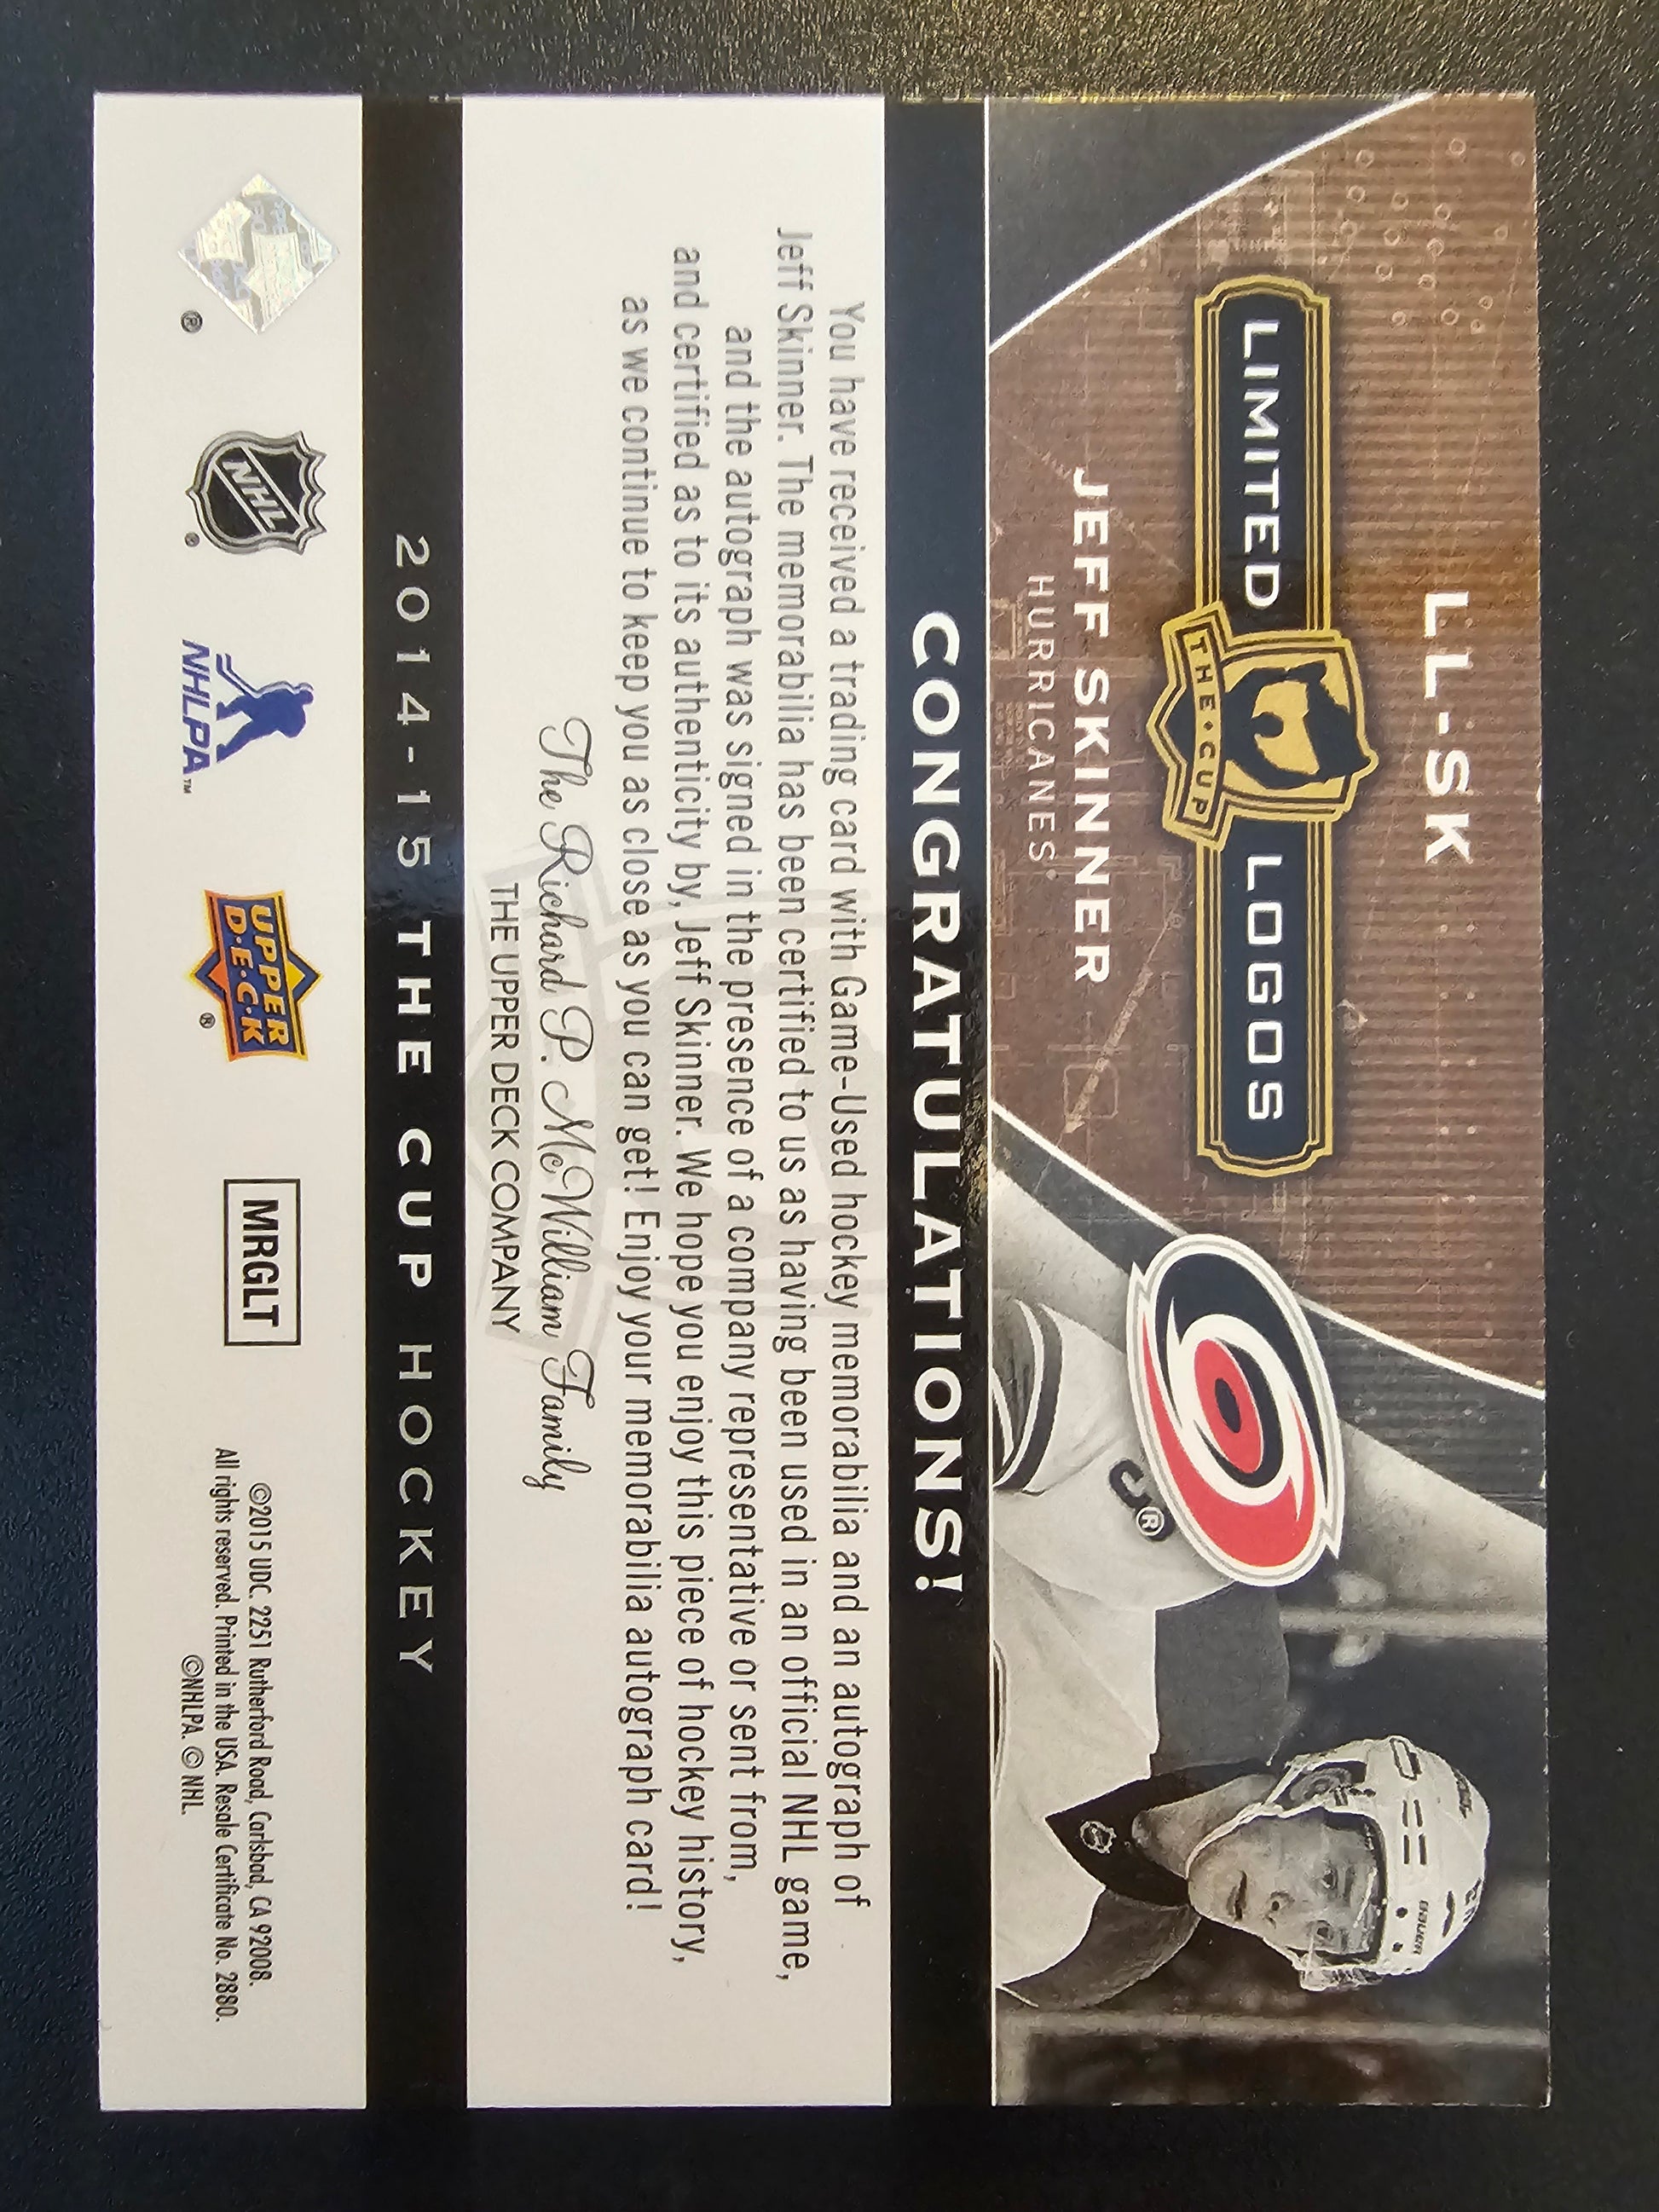 LL-SK
LIMITED LOGOS
THE·CUP
JEFF SKINNER
HURRICANES®
®
BAUER
CONGRATULATIONS!
You have received a trading card with Game-Used hockey memorabilia and an autograph of
Jeff Skinner. The memorabilia has been certified to us as having been used in an official NHL game,
and the autograph was signed in the presence of a company representative or sent from,
and certified as to its authenticity by, Jeff Skinner. We hope you enjoy this piece of hockey history,
as we continue to keep you as close as you can get! Enjoy your memorabilia autograph card!
The Richard P. McWilliam Family
THE UPPER DECK COMPANY
2014-15 THE CUP HOCKEY
®
NHL®
NHLPA™
UPPER
D·E·C·K®
MRGLT
©2015 UDC. 2251 Rutherford Road, Carlsbad, CA 92008.
All rights reserved. Printed in the USA. Resale Certificate No. 2880.
©NHLPA. © NHL.